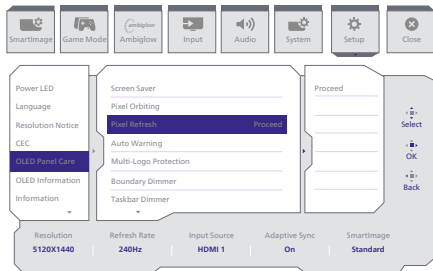 SmartImage Game Mode Ambiglow Input Audio System Setup Close
ambiglow
Power LED
Language
Resolution Notice
CEC
OLED Panel Care
OLED Information
Information
Screen Saver
Pixel Orbiting
Pixel Refresh Proceed
Auto Warning
Multi-Logo Protection
Boundary Dimmer
Taskbar Dimmer
Proceed
Select
OK
Back
Resolution Refresh Rate Input Source Adaptive Sync SmartImage
5120X1440 240Hz HDMI 1 On Standard